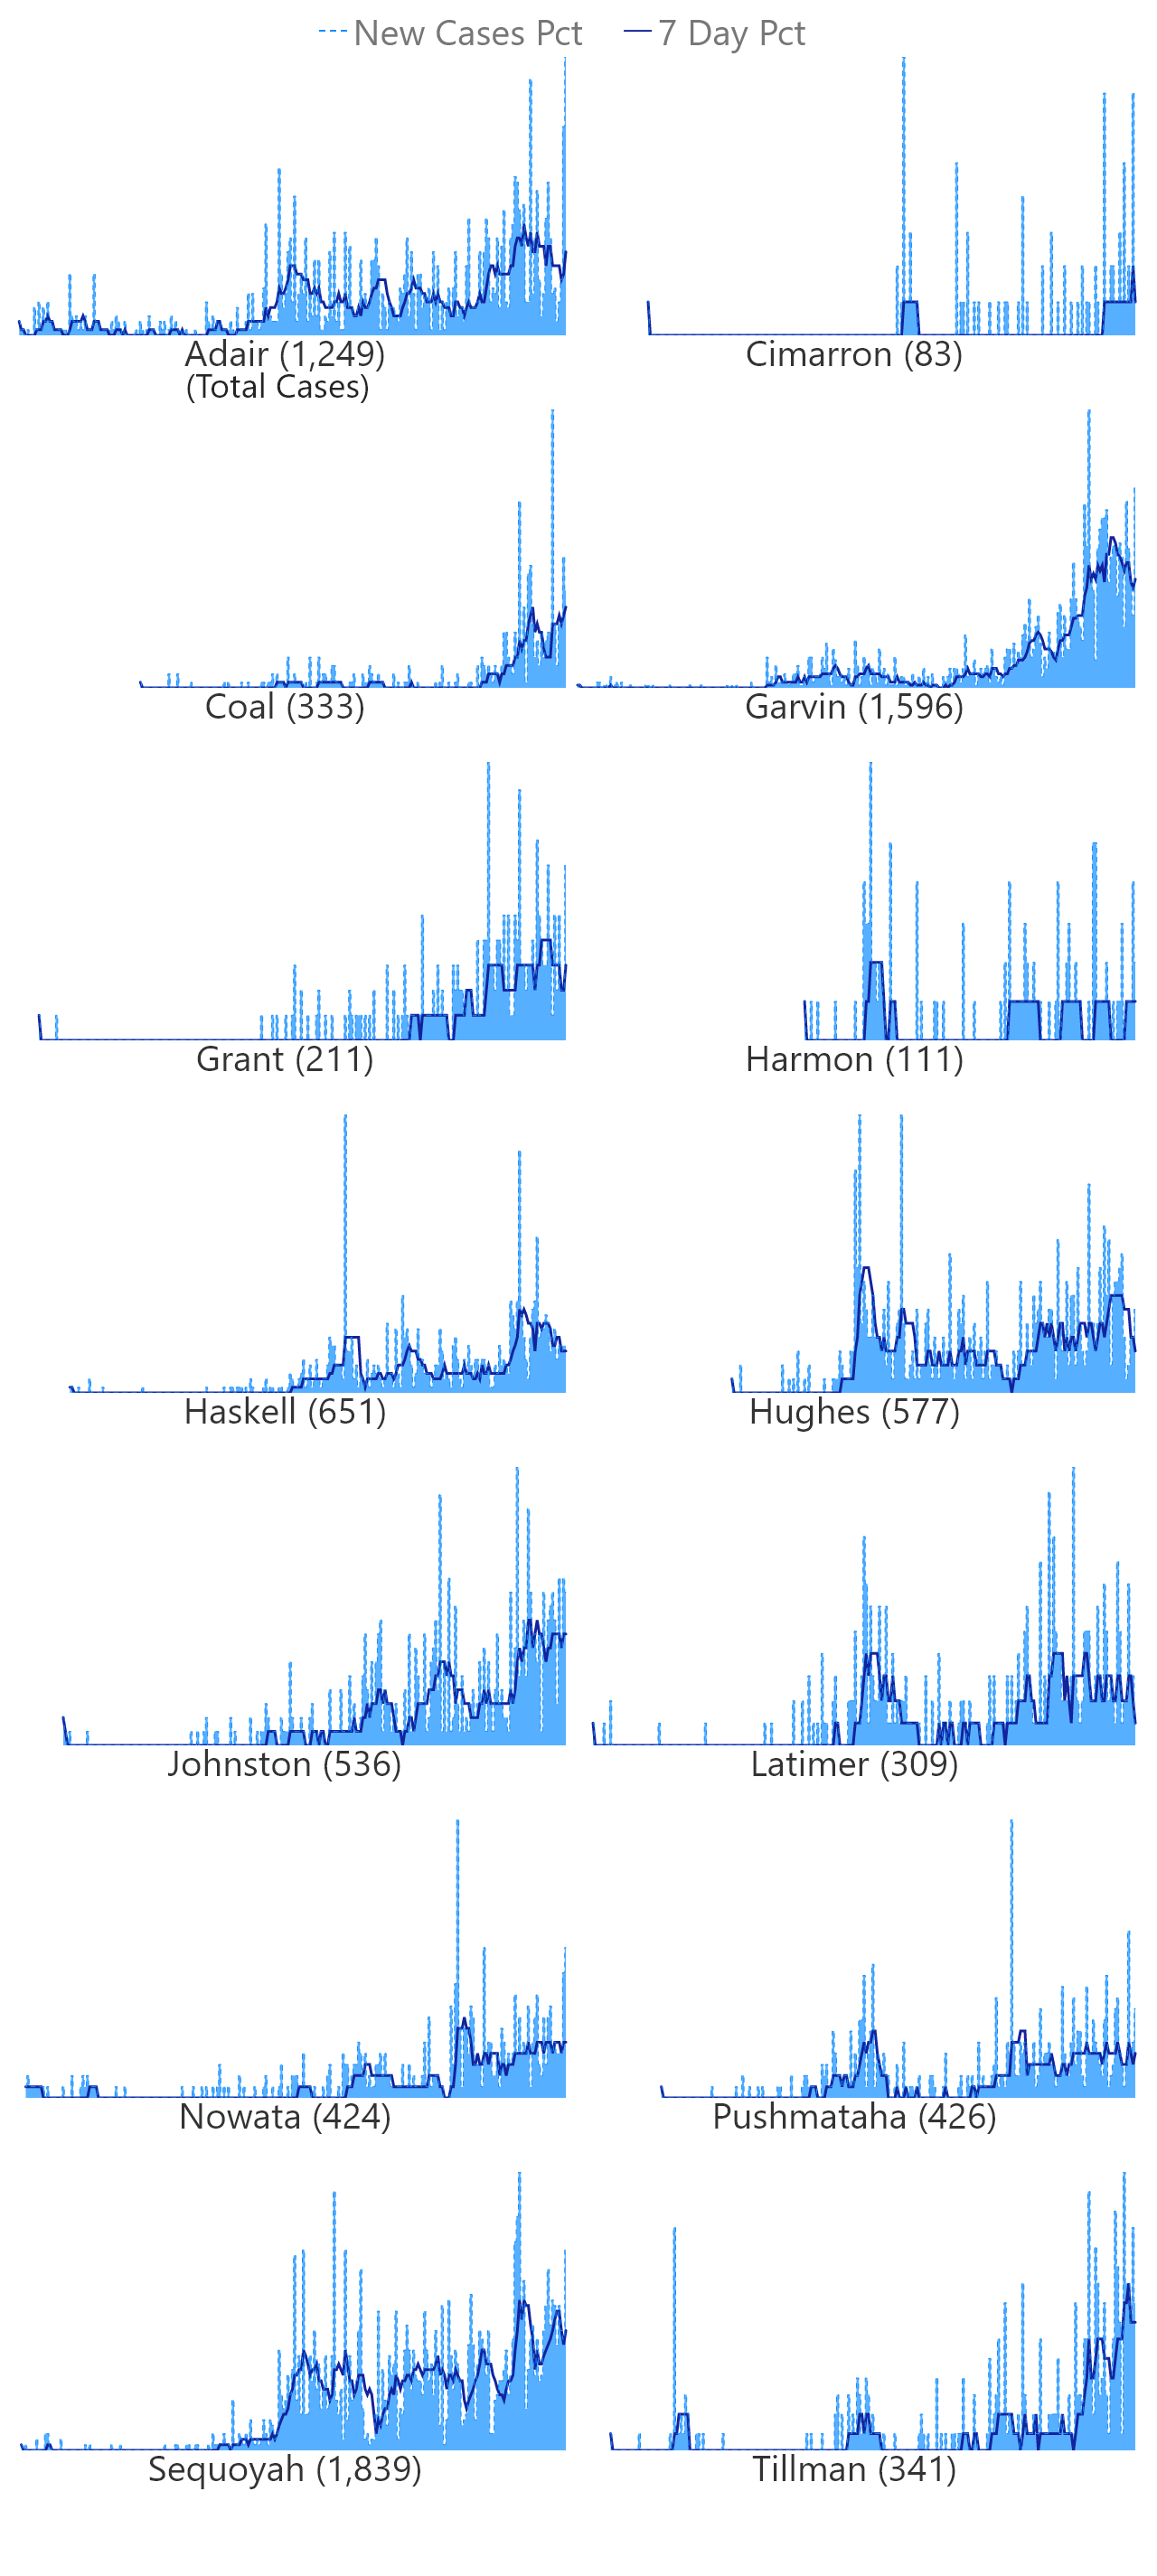 New Cases Pct 7 Day Pct
Adair (1,249) Cimarron (83)
(Total Cases)
Coal (333) Garvin (1,596)
Grant (211) Harmon (111)
Haskell (651) Hughes (577)
Johnston (536) Latimer (309)
Nowata (424) Pushmataha (426)
Sequoyah (1,839) Tillman (341)